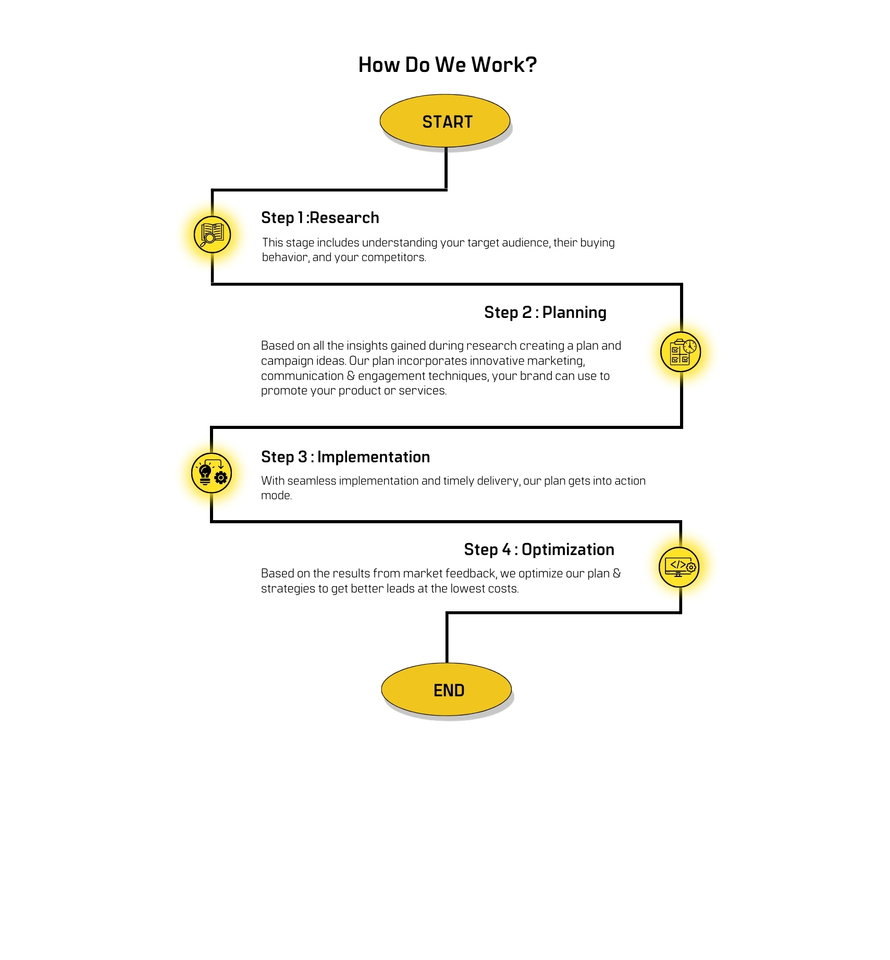 How Do We Work?
START
Step 1 :Research
This stage includes understanding your target audience, their buying
behavior, and your competitors.
Step 2 : Planning
Based on all the insights gained during research creating a plan and
campaign ideas. Our plan incorporates innovative marketing,
communication & engagement techniques, your brand can use to
promote your product or services.
Step 3 : Implementation
With seamless implementation and timely delivery, our plan gets into action
mode.
Step 4 : Optimization
Based on the results from market feedback, we optimize our plan &
strategies to get better leads at the lowest costs.
</>
END